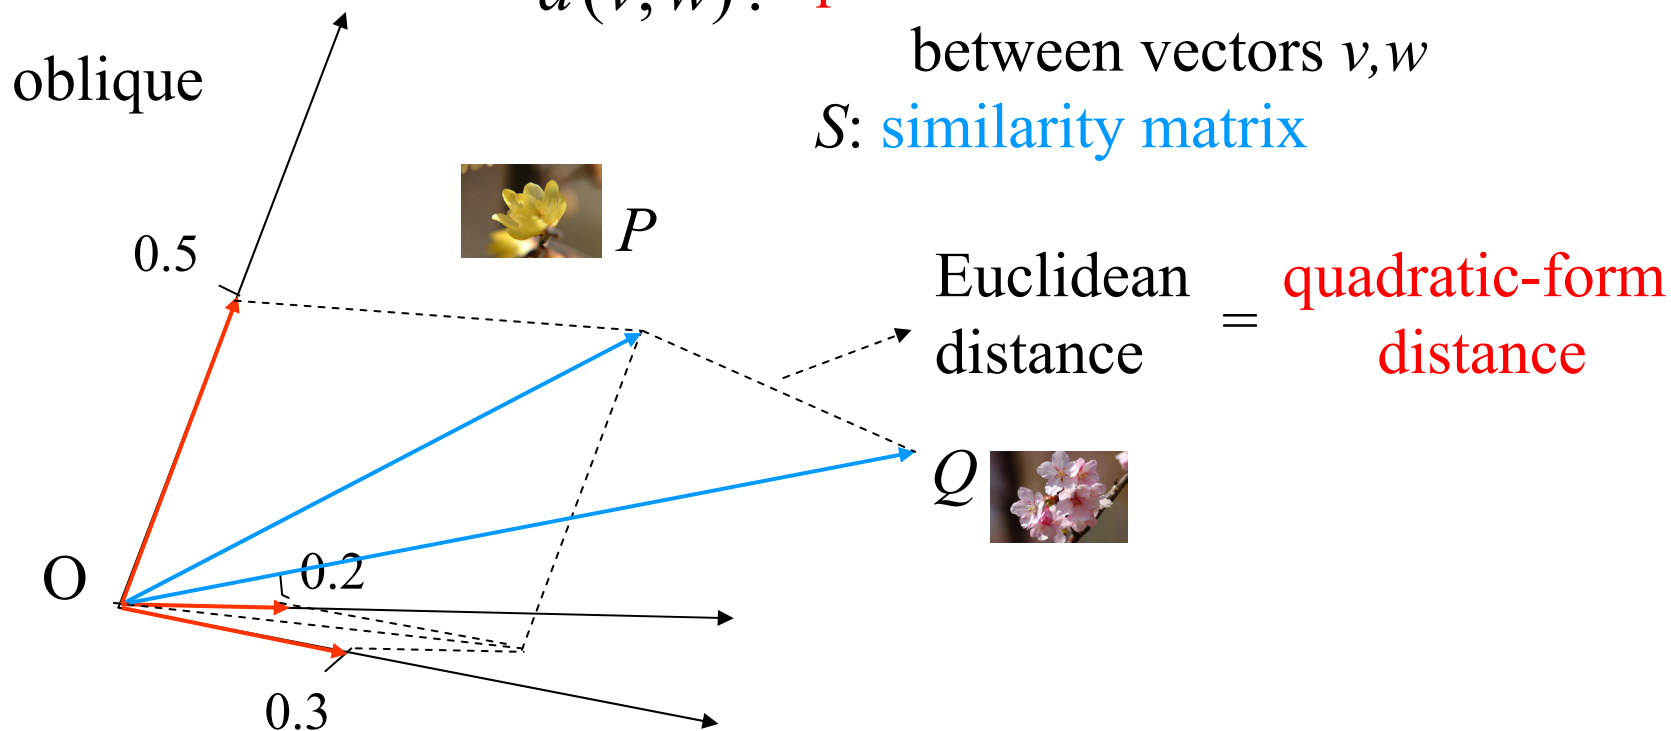 d(v, w):
between vectors v,w
oblique
S: similarity matrix
P
0.5
Euclidean distance = quadratic-form distance
Q
O
0.2
0.3